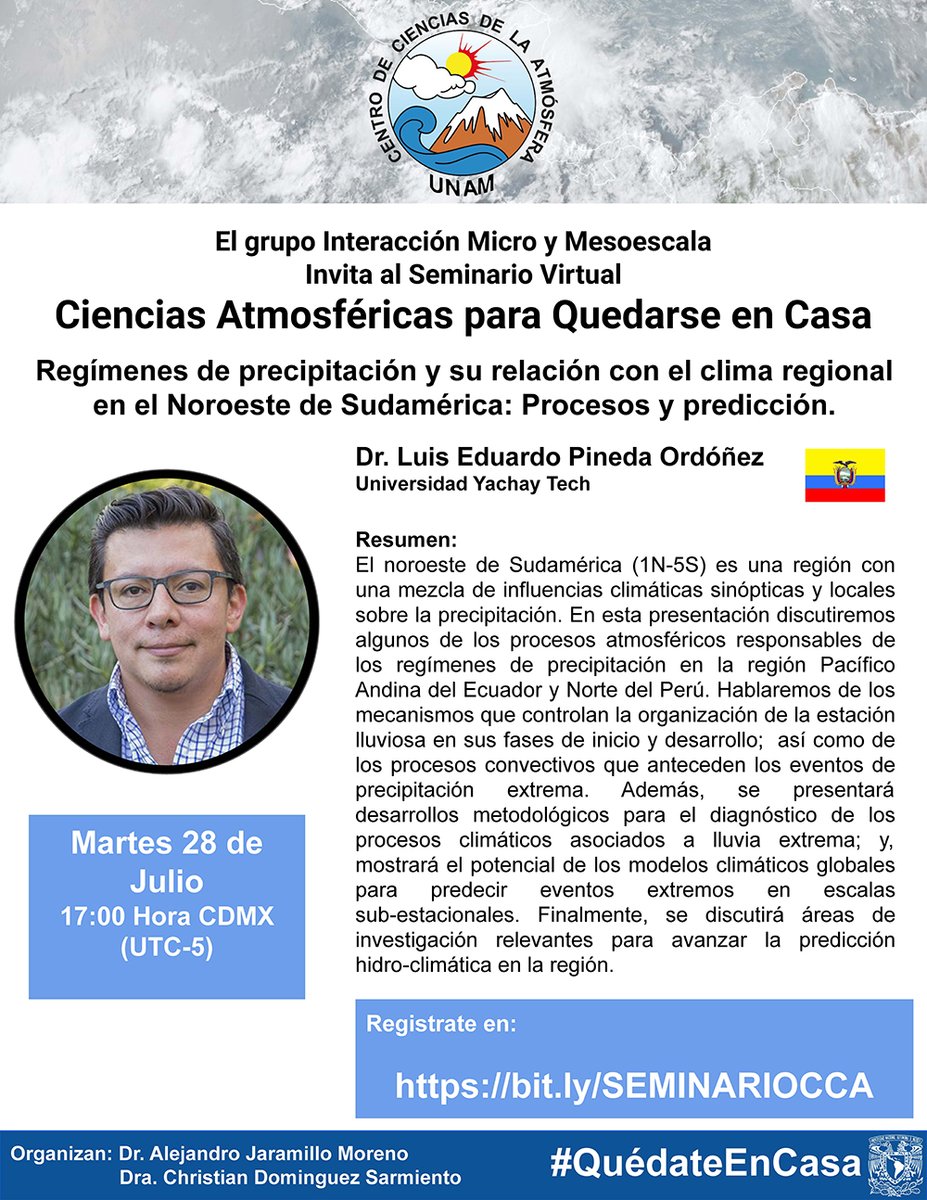 CENTRO DE CIENCIAS DE LA ATMÓSFERA
UNAM
El grupo Interacción Micro y Mesoescala
Invita al Seminario Virtual
Ciencias Atmosféricas para Quedarse en Casa
Regímenes de precipitación y su relación con el clima regional
en el Noroeste de Sudamérica: Procesos y predicción.
Dr. Luis Eduardo Pineda Ordóñez
Universidad Yachay Tech
Resumen:
El noroeste de Sudamérica (1N-5S) es una región con
una mezcla de influencias climáticas sinópticas y locales
sobre la precipitación. En esta presentación discutiremos
algunos de los procesos atmosféricos responsables de
los regímenes de precipitación en la región Pacífico
Andina del Ecuador y Norte del Perú. Hablaremos de los
mecanismos que controlan la organización de la estación
lluviosa en sus fases de inicio y desarrollo; así como de
los procesos convectivos que anteceden los eventos de
precipitación extrema. Además, se presentará
desarrollos metodológicos para el diagnóstico de los
procesos climáticos asociados a lluvia extrema; y,
mostrará el potencial de los modelos climáticos globales
para predecir eventos extremos en escalas
sub-estacionales. Finalmente, se discutirá áreas de
investigación relevantes para avanzar la predicción
hidro-climática en la región.
Martes 28 de
Julio
17:00 Hora CDMX
(UTC-5)
Registrate en:
https://bit.ly/SEMINARIOCCA
Organizan: Dr. Alejandro Jaramillo Moreno
Dra. Christian Dominguez Sarmiento
#QuédateEnCasa